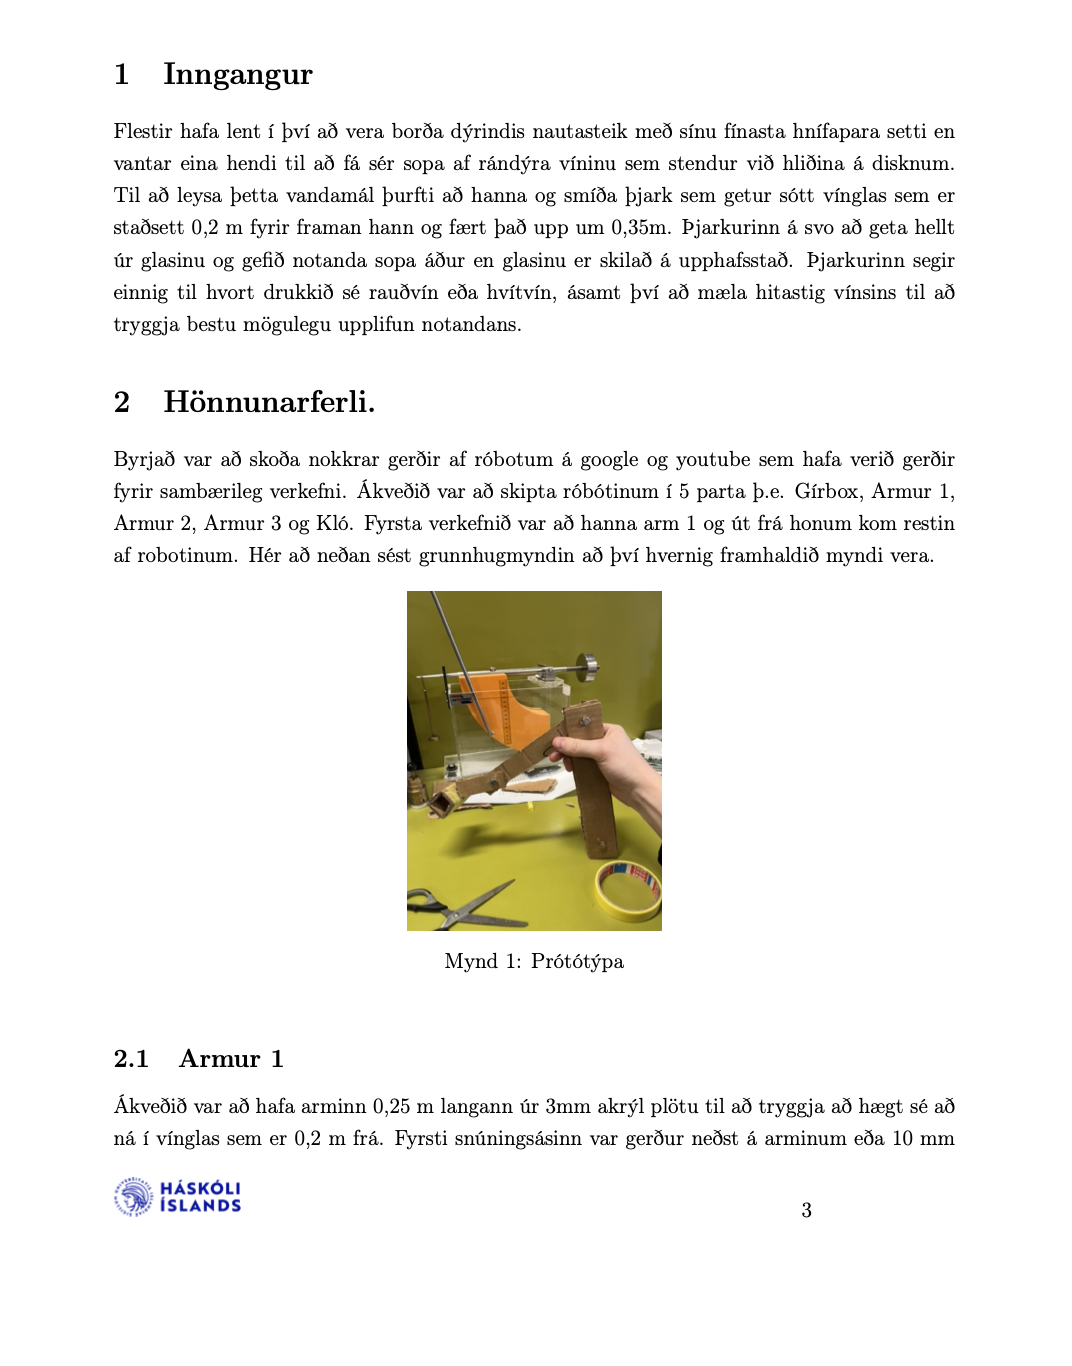 1 Inngangur
Flestir hafa lent í því að vera borða dýrindis nautasteik með sínu fínasta hnífapara setti en
vantar eina hendi til að fá sér sopa af rándýra víninu sem stendur við hliðina á disknum.
Til að leysa þetta vandamál þurfti að hanna og smíða þjark sem getur sótt vínglas sem er
staðsett 0,2 m fyrir framan hann og fært það upp um 0,35m. Þjarkurinn á svo að geta hellt
úr glasinu og gefið notanda sopa áður en glasinu er skilað á upphafsstað. Þjarkurinn segir
einnig til hvort drukkið sé rauðvín eða hvítvín, ásamt því að mæla hitastig vínsins til að
tryggja bestu mögulegu upplifun notandans.
2 Hönnunarferli.
Byrjað var að skoða nokkrar gerðir af róbotum á google og youtube sem hafa verið gerðir
fyrir sambærileg verkefni. Ákveðið var að skipta róbótinum í 5 parta þ.e. Gírbox, Armur 1,
Armur 2, Armur 3 og Kló. Fyrsta verkefnið var að hanna arm 1 og út frá honum kom restin
af robotinum. Hér að neðan sést grunnhugmyndin að því hvernig framhaldið myndi vera.
Mynd 1: Prótótýpa
2.1 Armur 1
Ákveðið var að hafa arminn 0,25 m langann úr 3mm akrýl plötu til að tryggja að hægt sé að
ná í vínglas sem er 0,2 m frá. Fyrsti snúningsásinn var gerður neðst á arminum eða 10 mm
HÁSKÓLI
ÍSLANDS
3